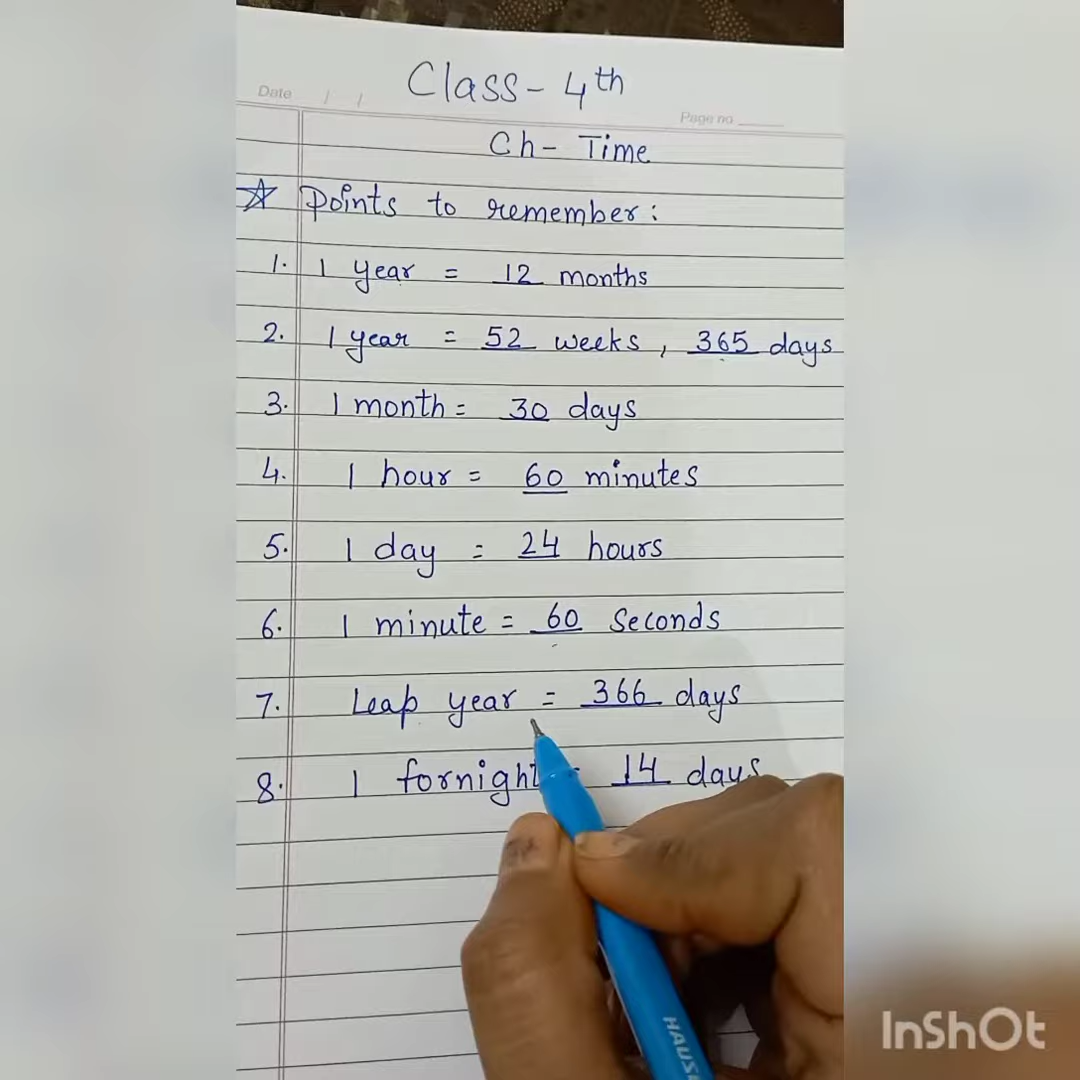 Class - 4th
Date / /
Page no
Ch - Time
☆ Points to remember :
1. 1 year = 12 months
2. 1 year = 52 weeks, 365 days
3. 1 month = 30 days
4. 1 hour = 60 minutes
5. 1 day = 24 hours
6. 1 minute = 60 Seconds
7. Leap year = 366 days
8. 1 fornight = 14 days
InShOt